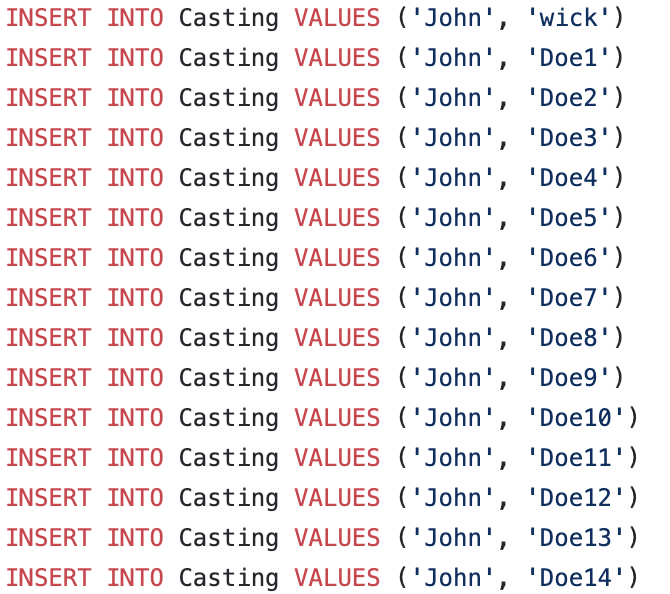 INSERT INTO Casting VALUES ('John', 'wick')
INSERT INTO Casting VALUES ('John', 'Doe1')
INSERT INTO Casting VALUES ('John', 'Doe2')
INSERT INTO Casting VALUES ('John', 'Doe3')
INSERT INTO Casting VALUES ('John', 'Doe4')
INSERT INTO Casting VALUES ('John', 'Doe5')
INSERT INTO Casting VALUES ('John', 'Doe6')
INSERT INTO Casting VALUES ('John', 'Doe7')
INSERT INTO Casting VALUES ('John', 'Doe8')
INSERT INTO Casting VALUES ('John', 'Doe9')
INSERT INTO Casting VALUES ('John', 'Doe10')
INSERT INTO Casting VALUES ('John', 'Doe11')
INSERT INTO Casting VALUES ('John', 'Doe12')
INSERT INTO Casting VALUES ('John', 'Doe13')
INSERT INTO Casting VALUES ('John', 'Doe14')